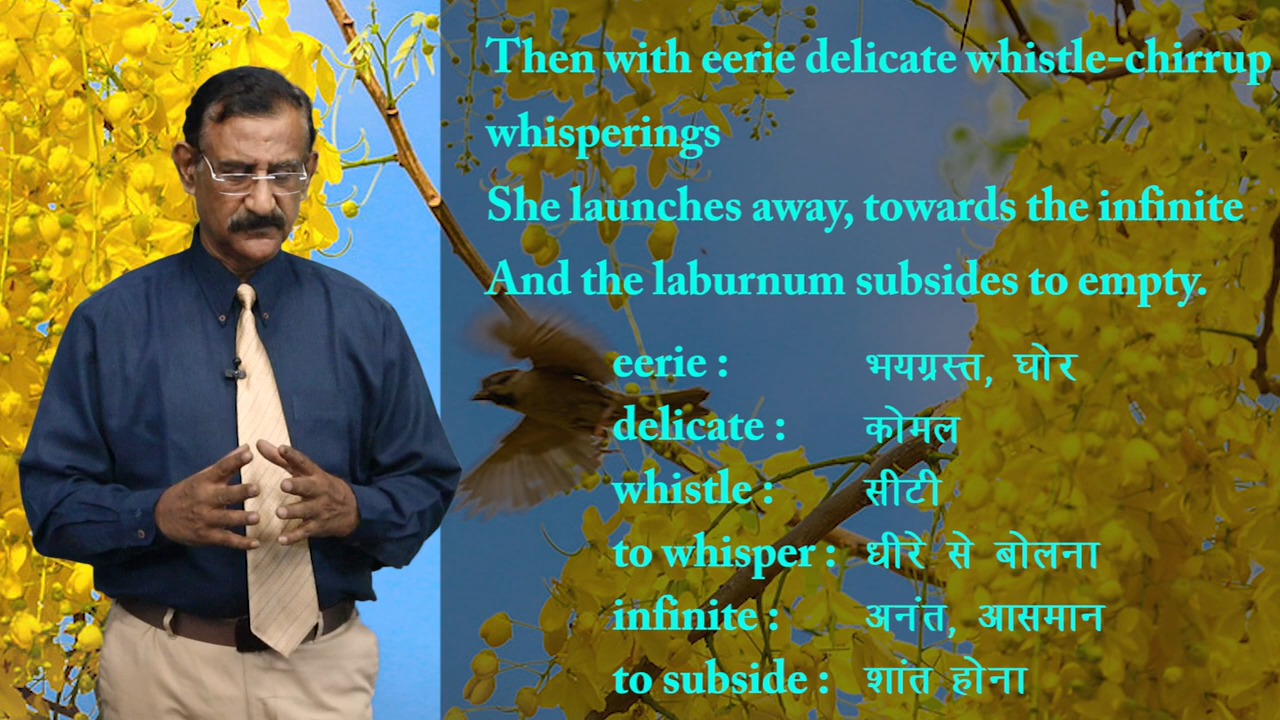 Then with eerie delicate whistle-chirrup
whisperings
She launches away, towards the infinite
And the laburnum subsides to empty.
eerie : भयग्रस्त, घोर
delicate : कोमल
whistle : सीटी
to whisper : धीरे से बोलना
infinite : अनंत, आसमान
to subside : शांत होना